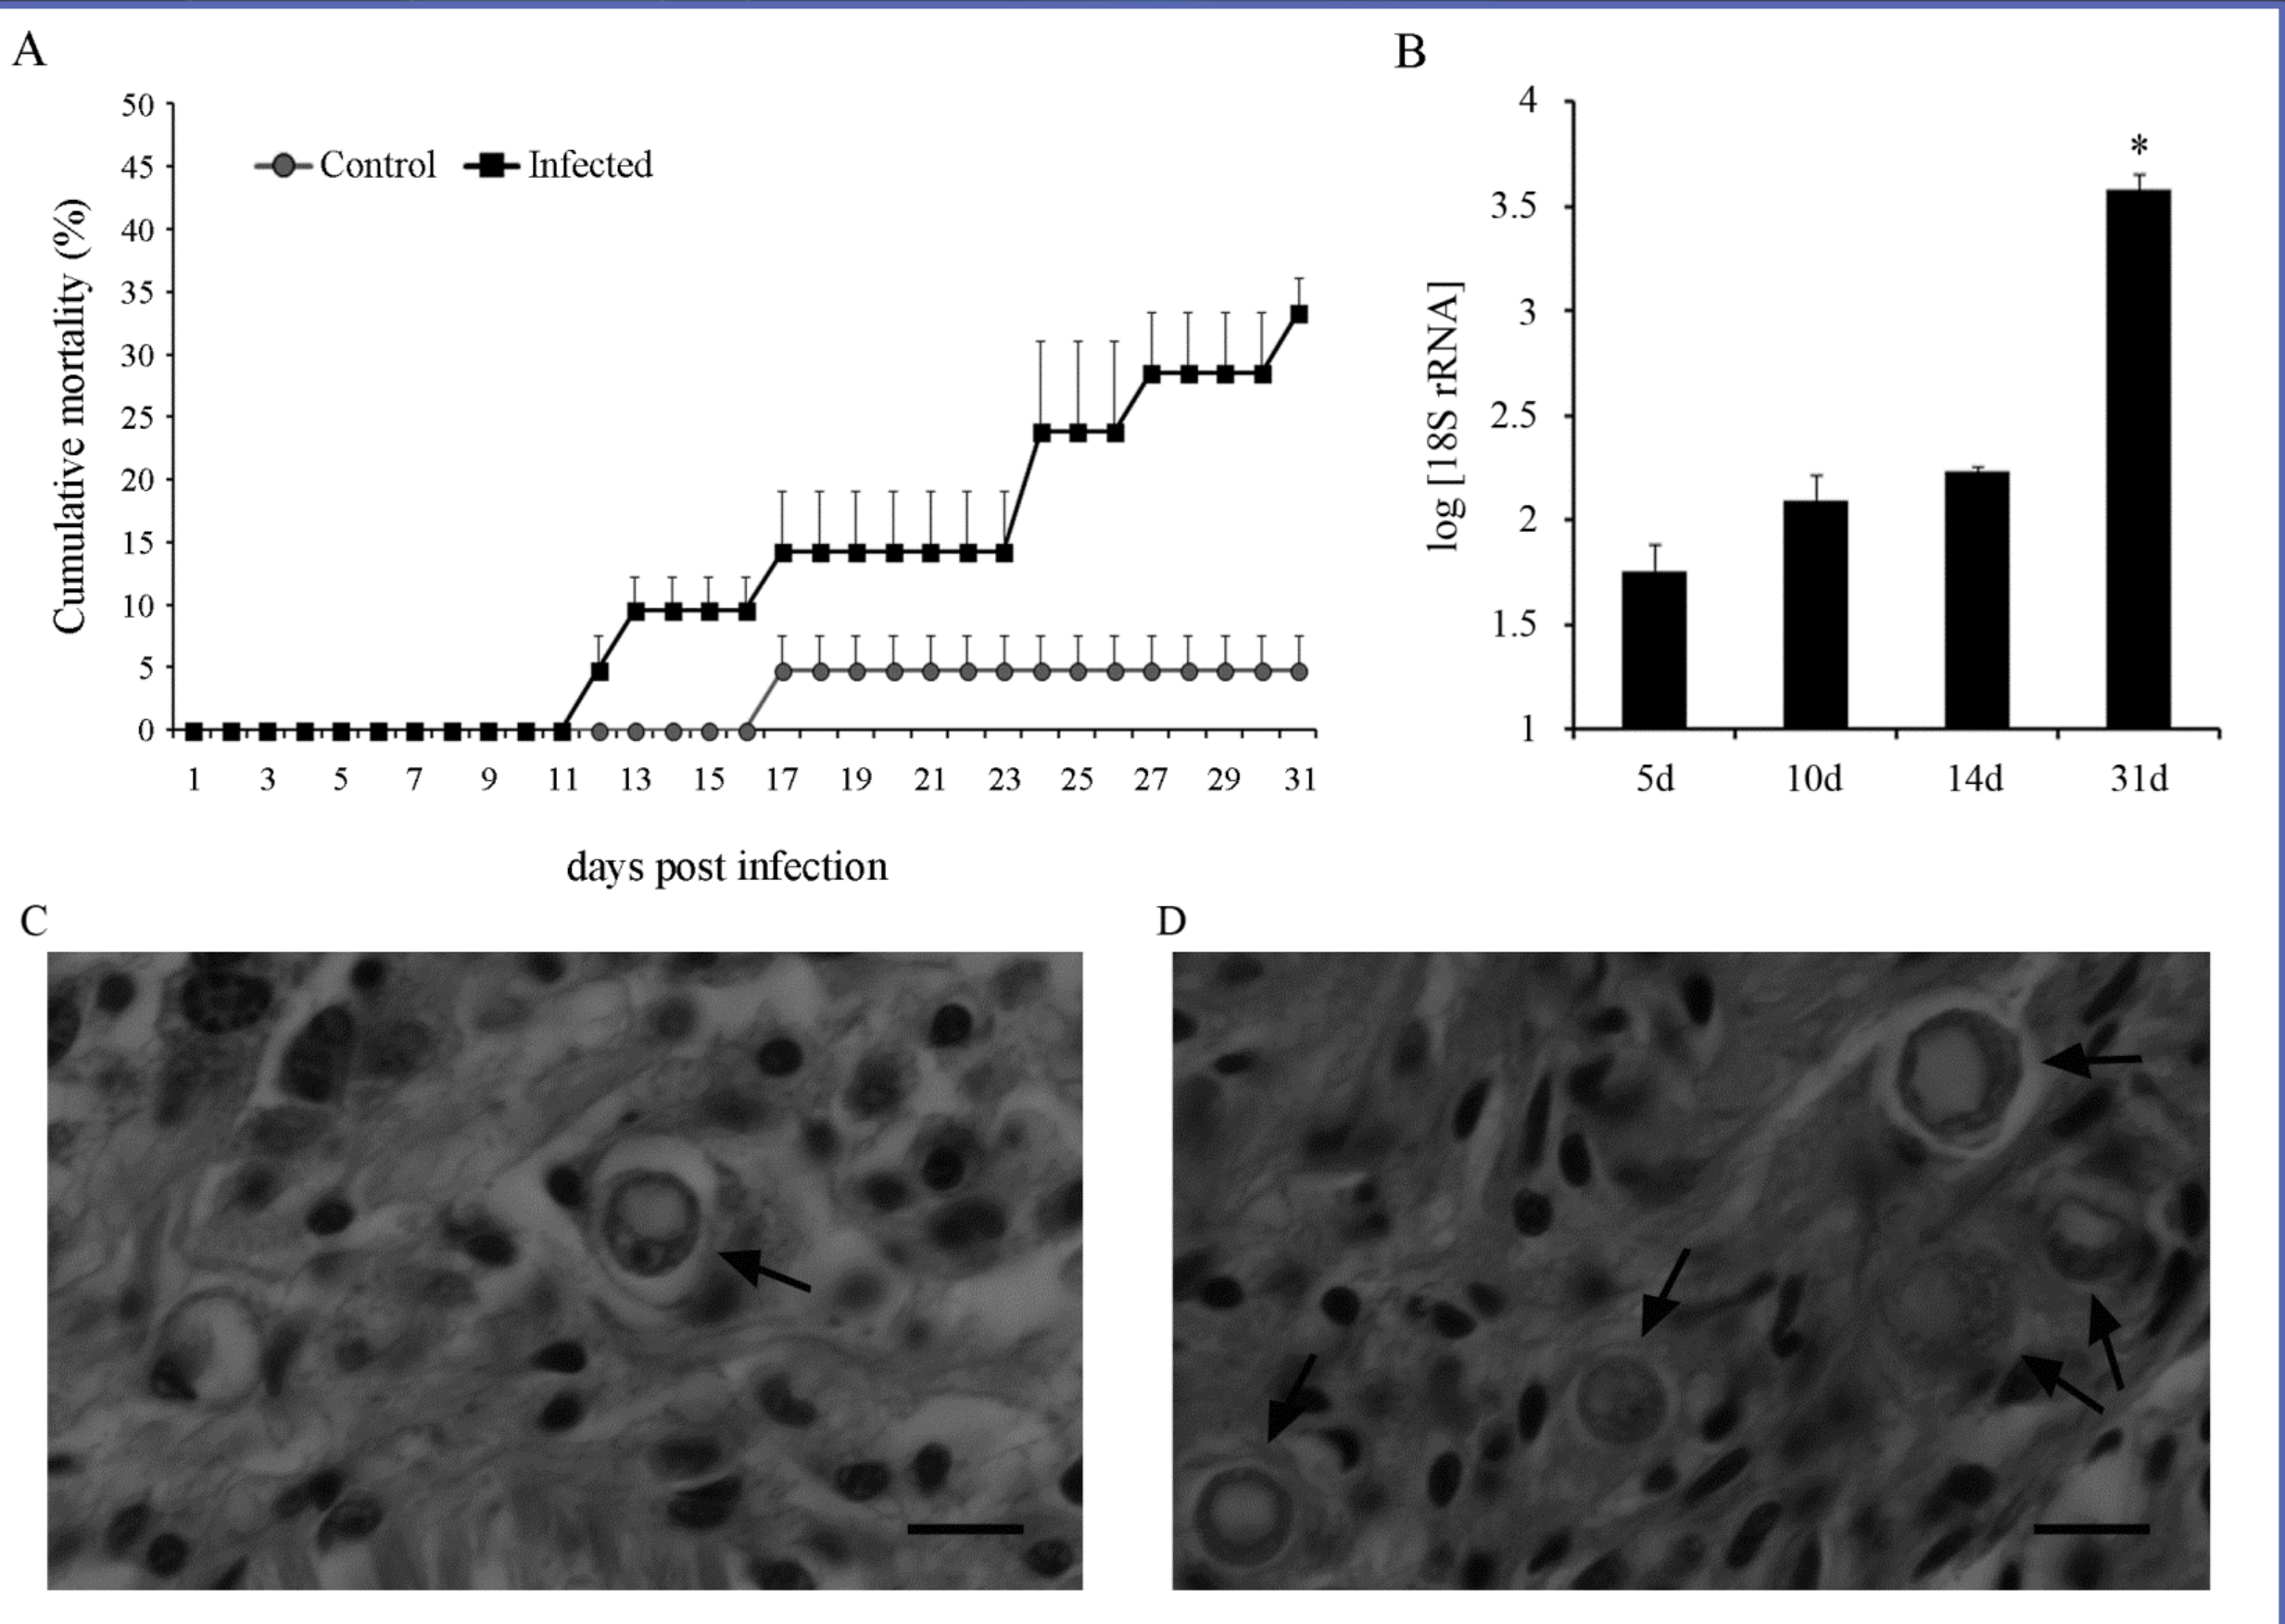 A
Cumulative mortality (%)
50
45
40
35
30
25
20
15
10
5
0
Control
Infected
1 3 5 7 9 11 13 15 17 19 21 23 25 27 29 31
days post infection
B
log [18S rRNA]
4
3.5
3
2.5
2
1.5
1
*
5d 10d 14d 31d
C
D